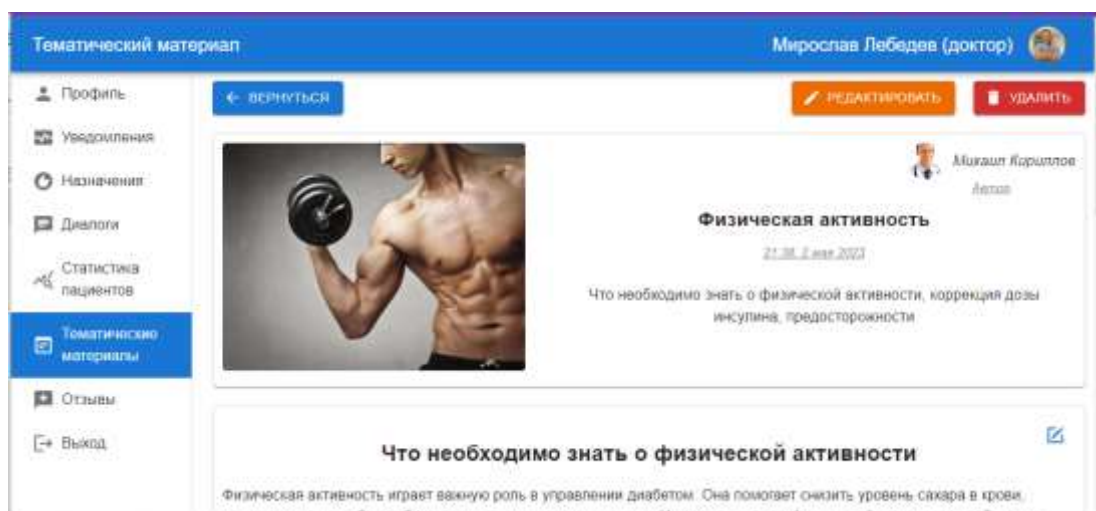 Тематический материал
Мирослав Лебедев (доктор)
Профиль
Уведомления
Назначения
Диалоги
Статистика
пациентов
Тематические
материалы
Отзывы
Выход
← ВЕРНУТЬСЯ
РЕДАКТИРОВАТЬ
УДАЛИТЬ
Михаил Кириллов
Автор
Физическая активность
21:38, 2 мая 2023
Что необходимо знать о физической активности, коррекция дозы
инсулина, предосторожности
Что необходимо знать о физической активности
Физическая активность играет важную роль в управлении диабетом. Она помогает снизить уровень сахара в крови,